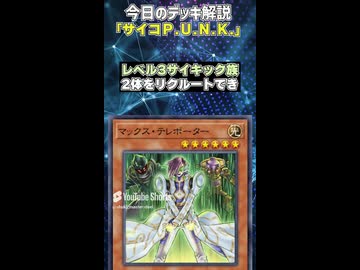 今日のデッキ解説
「サイコP.U.N.K.」
レベル3サイキック族
2体をリクルートでき
マックス・テレポーター
光
YouTube Shorts